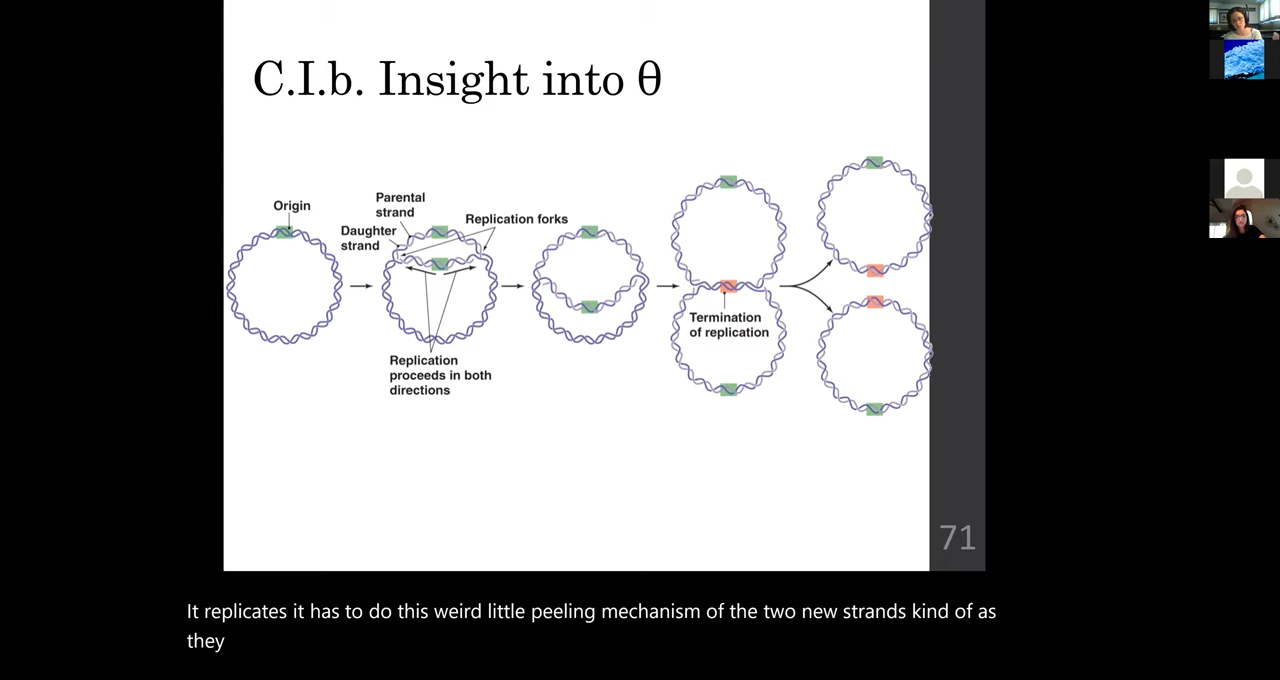 C.I.b. Insight into θ
Origin
Parental
strand
Daughter
strand
Replication forks
Replication
proceeds in both
directions
Termination
of replication
71
It replicates it has to do this weird little peeling mechanism of the two new strands kind of as
they